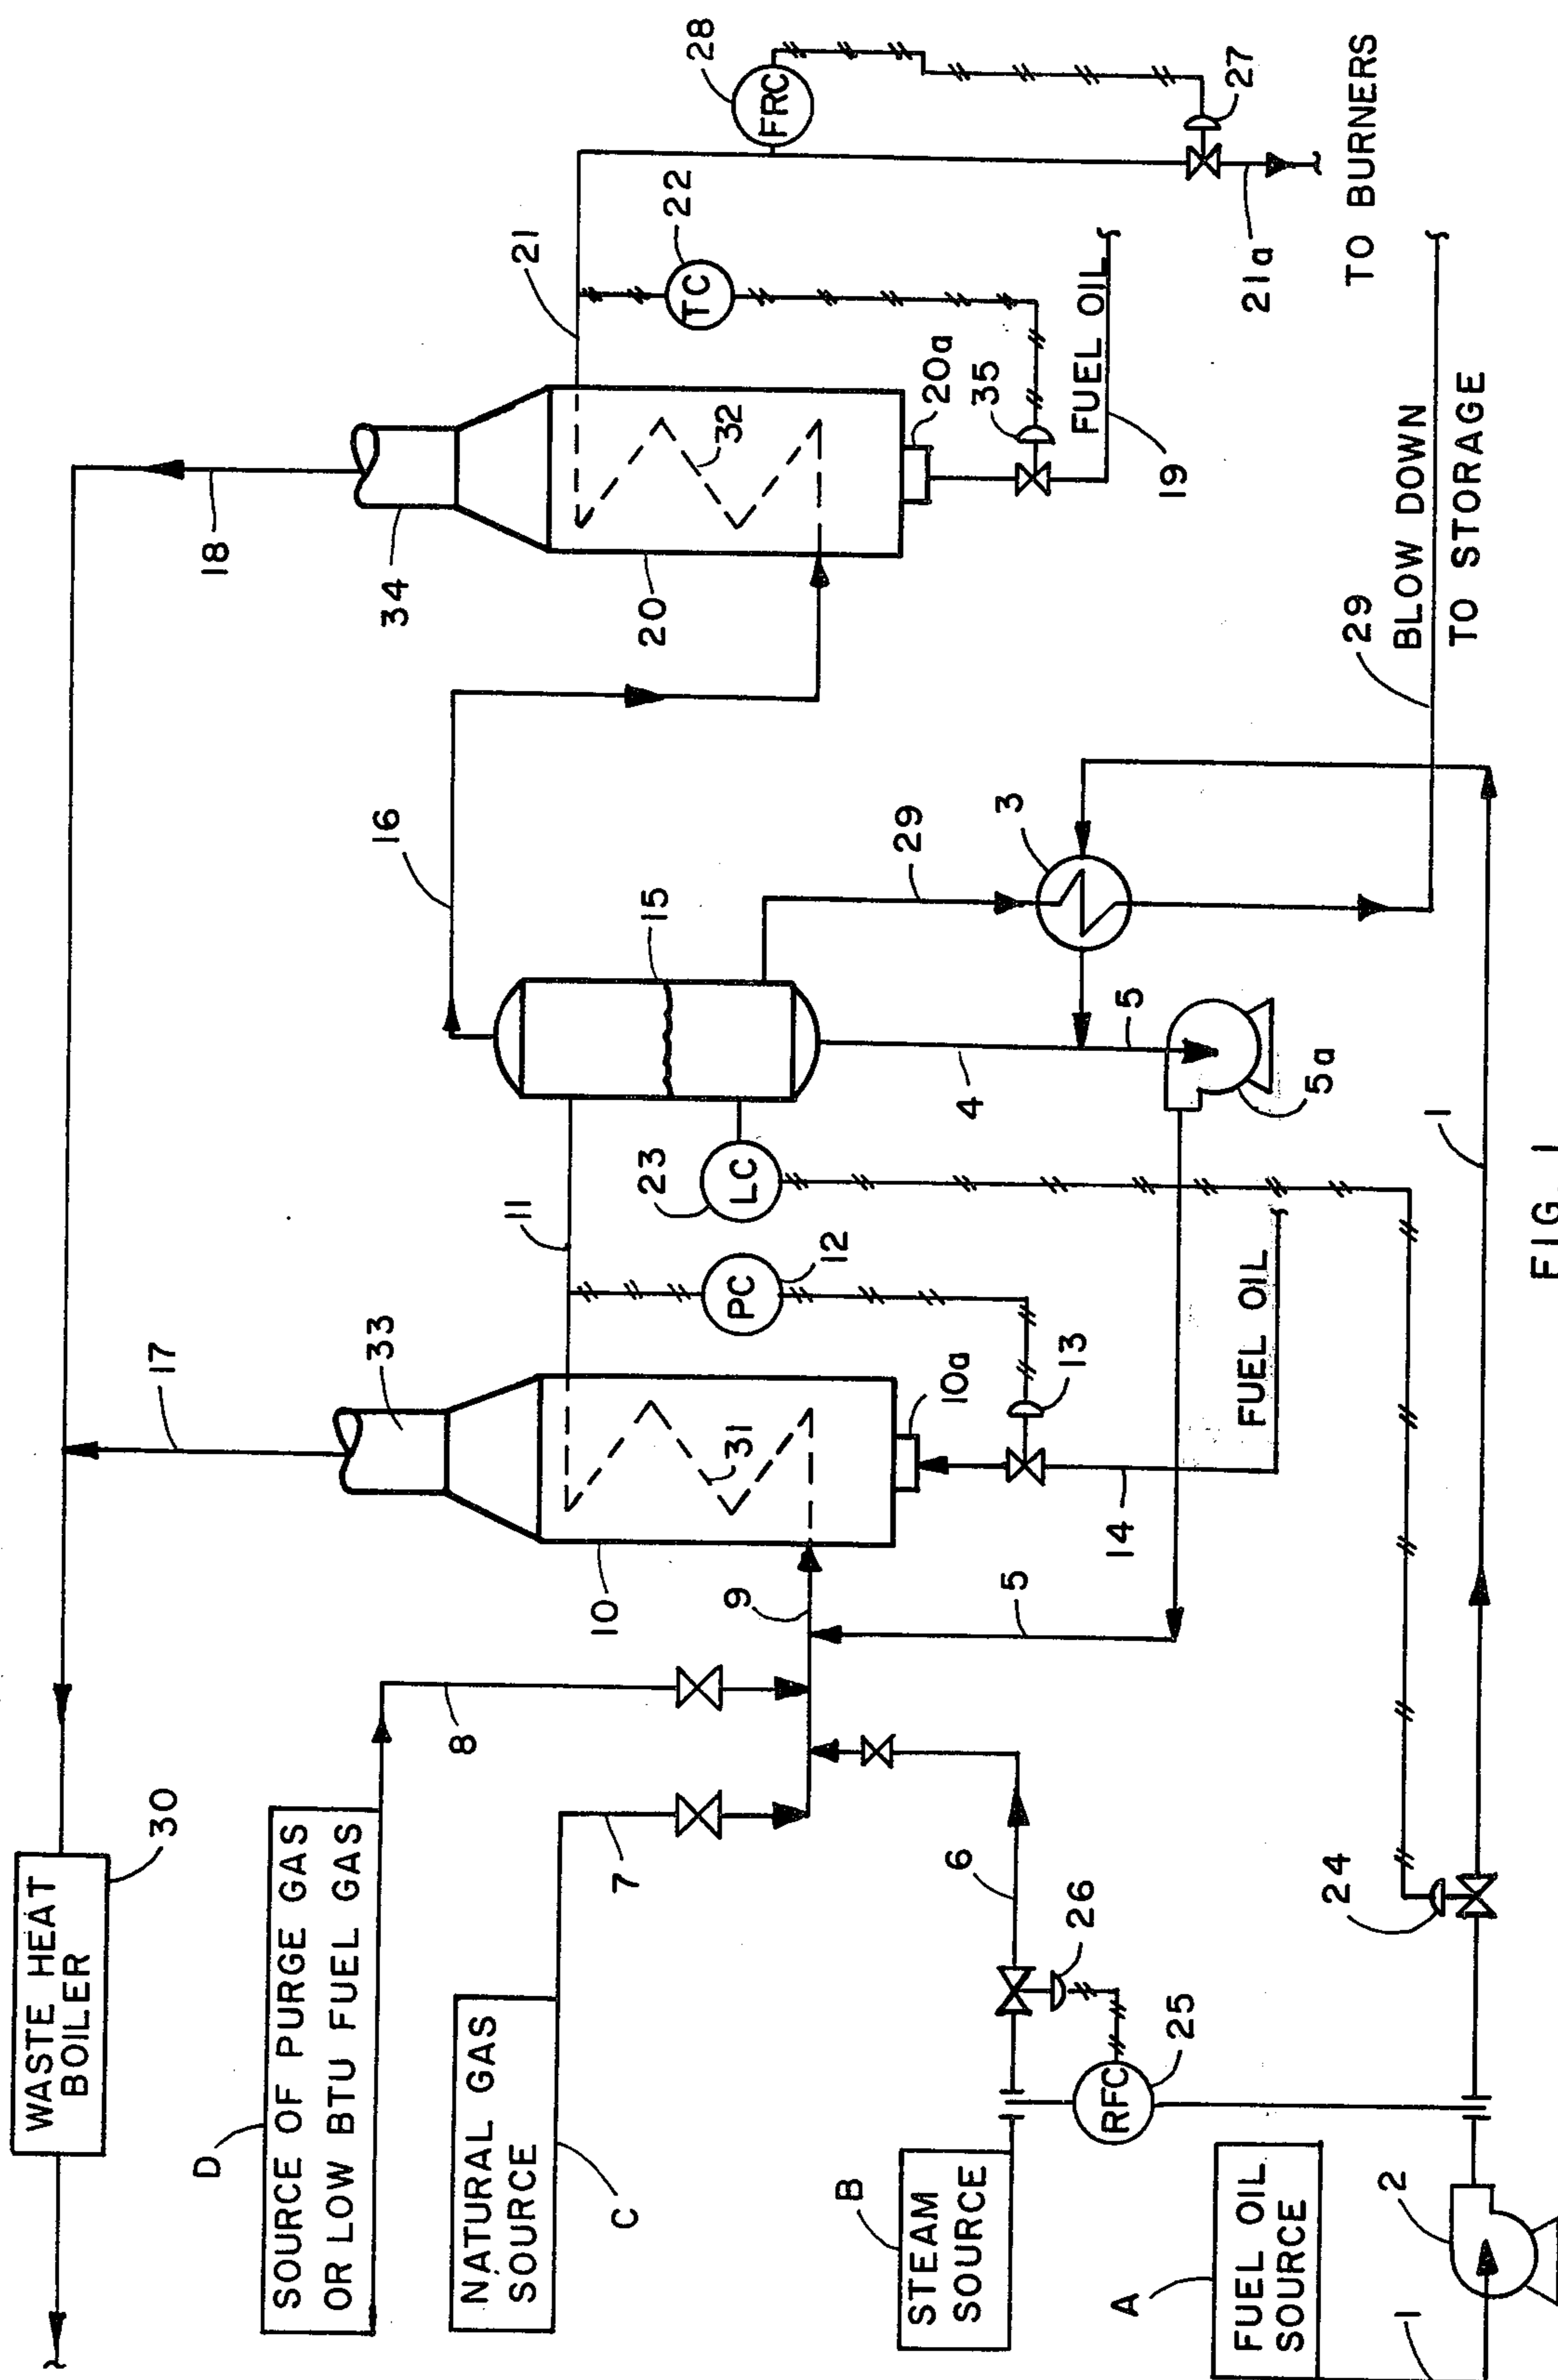 WASTE HEAT
BOILER
30
17
18
33
34
D
SOURCE OF PURGE GAS
OR LOW BTU FUEL GAS
8
16
21
28
FRC
C
NATURAL GAS
SOURCE
7
10
31
11
15
20
32
TC
22
9
PC
12
23
LC
29
3
20a
35
B
STEAM
SOURCE
6
26
RFC
25
5
10a
13
14
4
5
5a
FUEL OIL
FUEL OIL
19
27
21a
TO BURNERS
A
FUEL OIL
SOURCE
1
2
24
1
29
BLOW DOWN
TO STORAGE
FIG. 1